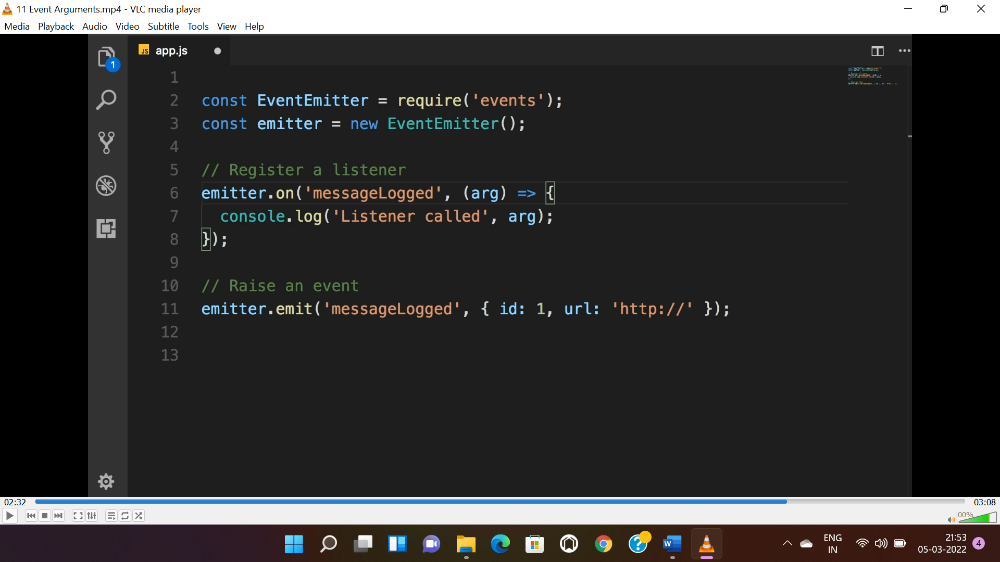 11 Event Arguments.mp4 - VLC media player
Media Playback Audio Video Subtitle Tools View Help
JS app.js
1
1
2 const EventEmitter = require('events');
3 const emitter = new EventEmitter();
4
5 // Register a listener
6 emitter.on('messageLogged', (arg) => {
7 console.log('Listener called', arg);
8 });
9
10 // Raise an event
11 emitter.emit('messageLogged', { id: 1, url: 'http://' });
12
13
02:32 03:08
100%
W
ENG
IN
21:53
05-03-2022
4